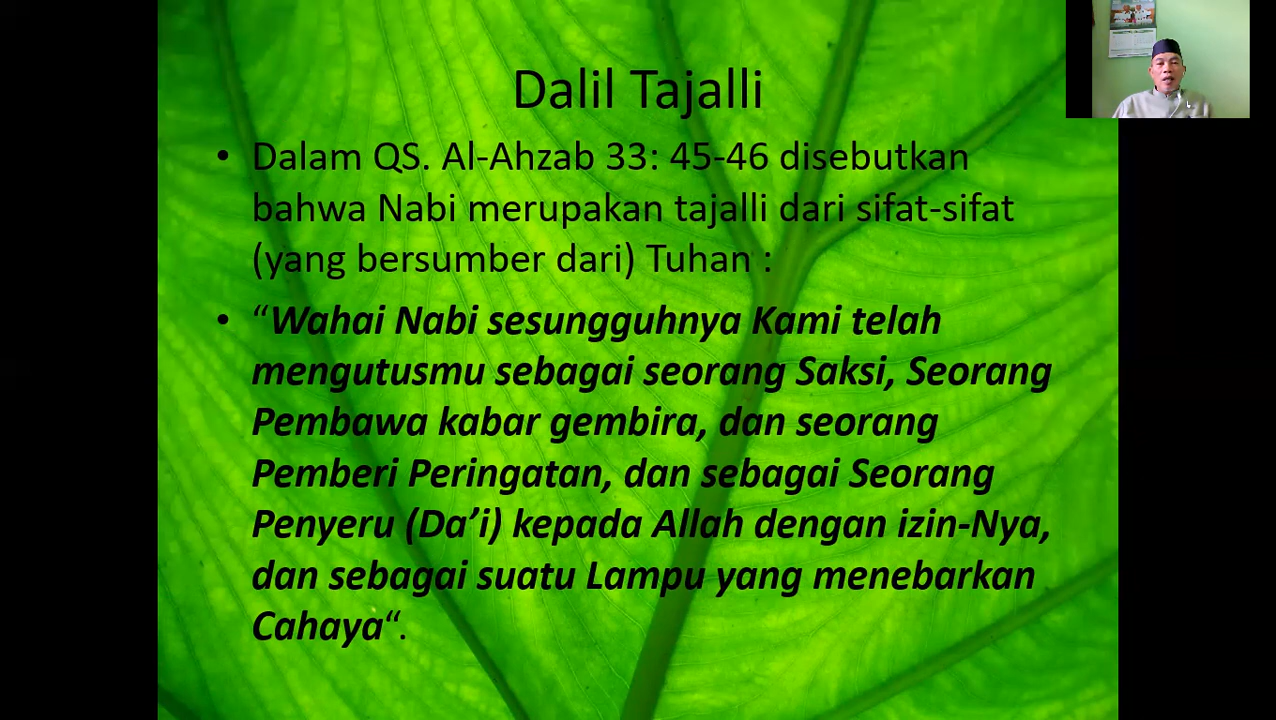 Dalil Tajalli
• Dalam QS. Al-Ahzab 33: 45-46 disebutkan
bahwa Nabi merupakan tajalli dari sifat-sifat
(yang bersumber dari) Tuhan :
• “Wahai Nabi sesungguhnya Kami telah
mengutusmu sebagai seorang Saksi, Seorang
Pembawa kabar gembira, dan seorang
Pemberi Peringatan, dan sebagai Seorang
Penyeru (Da’i) kepada Allah dengan izin-Nya,
dan sebagai suatu Lampu yang menebarkan
Cahaya“.